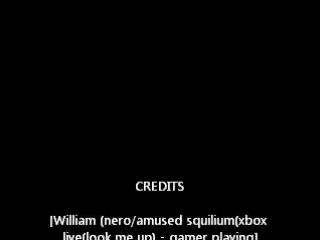 CREDITS
[William (nero/amused squilium(xbox
live(look me up) - gamer playing]